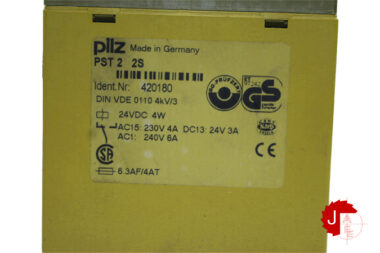 pilz Made in Germany
PST 2 2S
Ident.Nr: 420180
DIN VDE 0110 4kV/3
24VDC 4W
AC15: 230V 4A DC13: 24V 3A
AC1: 240V 6A
6.3AF/4AT
GS
CE
SA